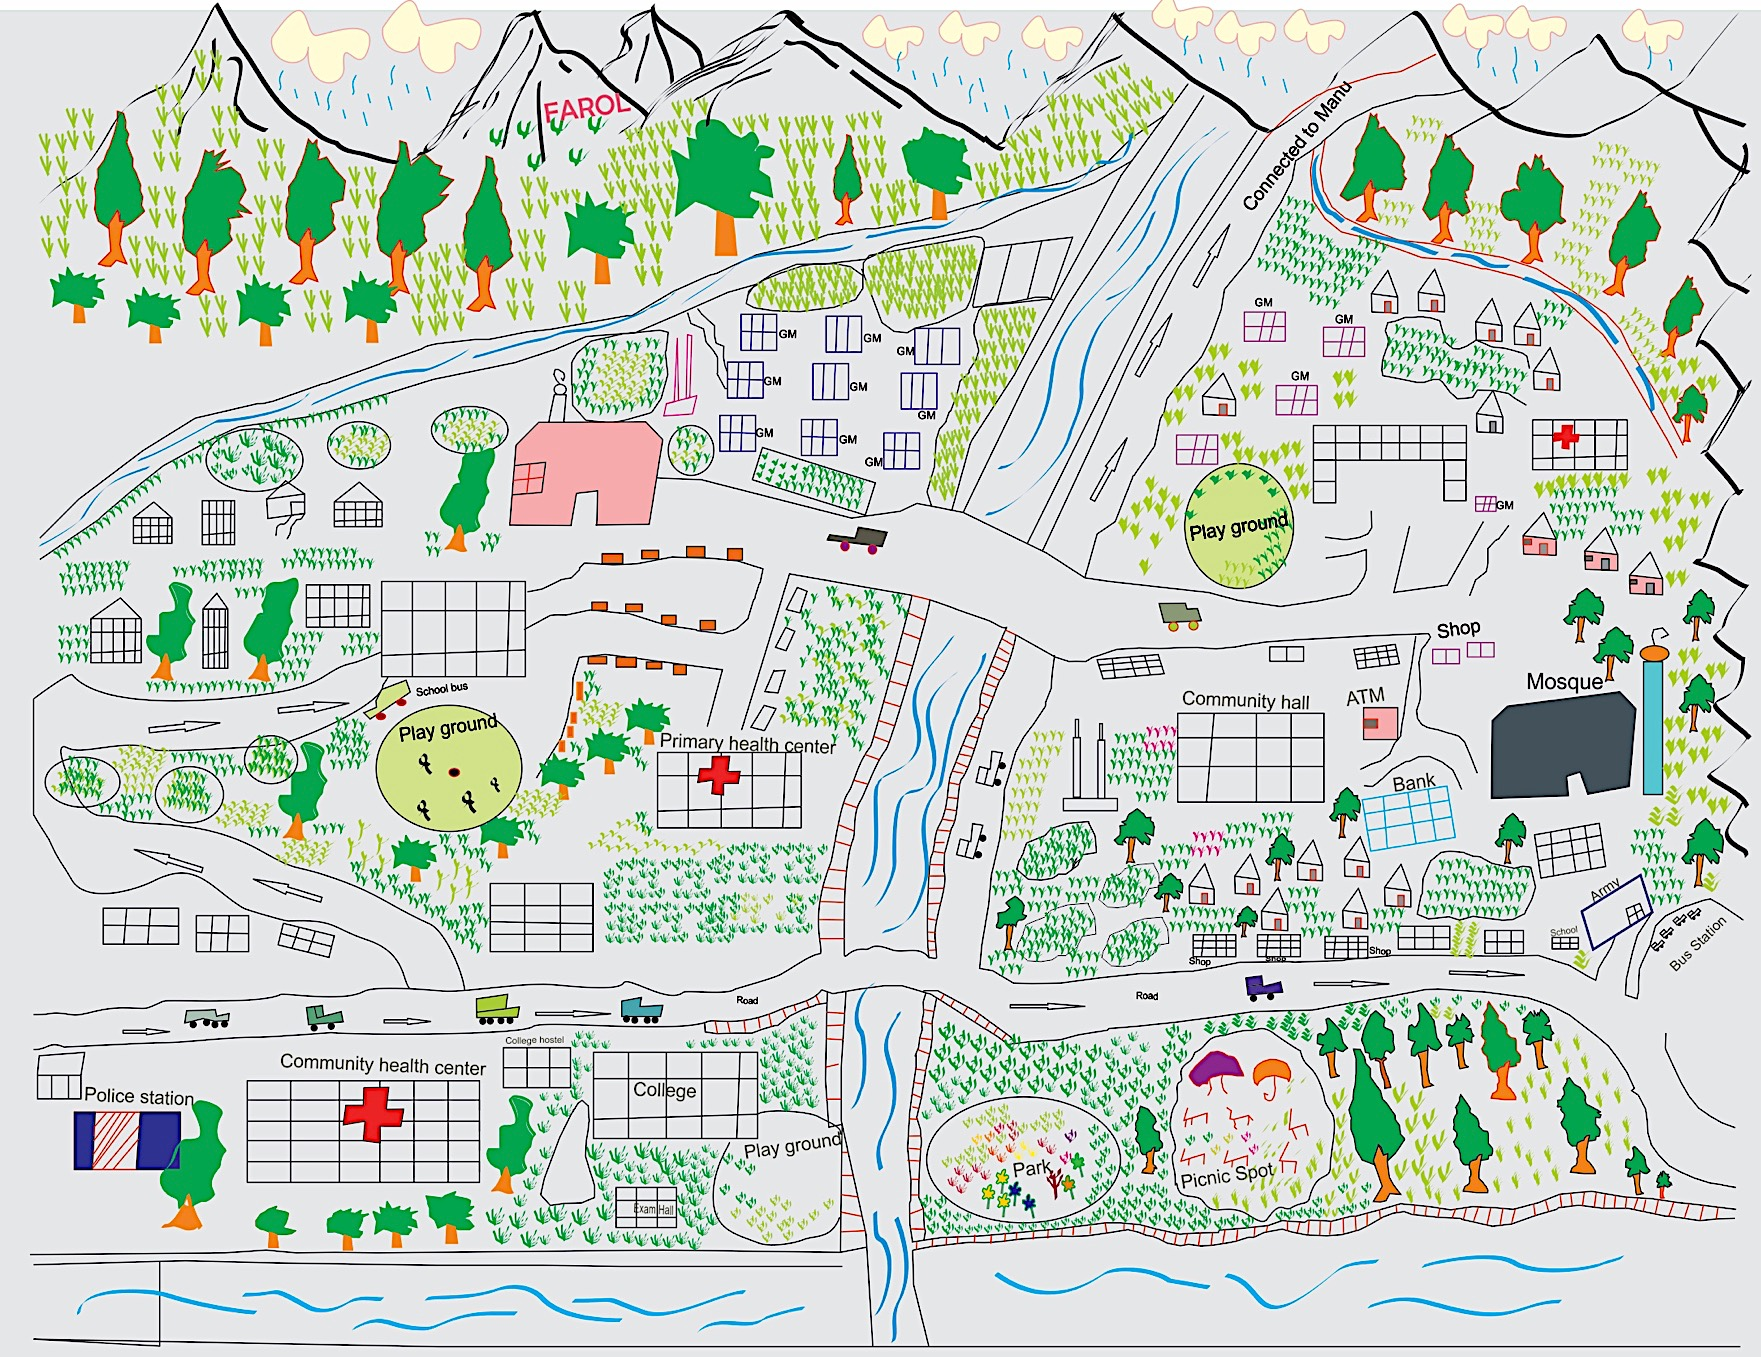 FAROL
Connected to Manu
GM
GM
GM
GM
GM
GM
GM
GM
GM
GM
GM
GM
GM
Play ground
School bus
Play ground
Primary health center
Shop
Community hall
ATM
Mosque
Bank
Army
School
Bus Station
Shop
Shop
Shop
Road
Road
Community health center
College hostel
College
Police station
Play ground
Exam Hall
Park
Picnic Spot